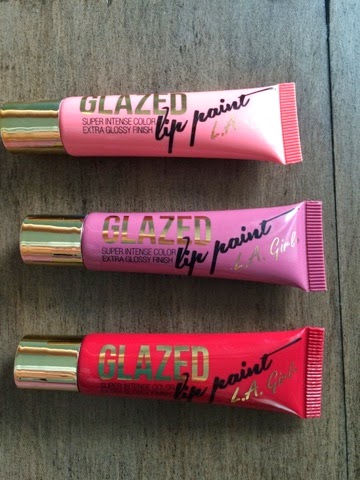 GLAZED
SUPER INTENSE COLOR
EXTRA GLOSSY FINISH
lip paint
L.A.
GLAZED
SUPER INTENSE COLOR
EXTRA GLOSSY FINISH
lip paint
L.A. Girl
GLAZED
SUPER INTENSE COLOR
EXTRA GLOSSY FINISH
lip paint
L.A. Girl